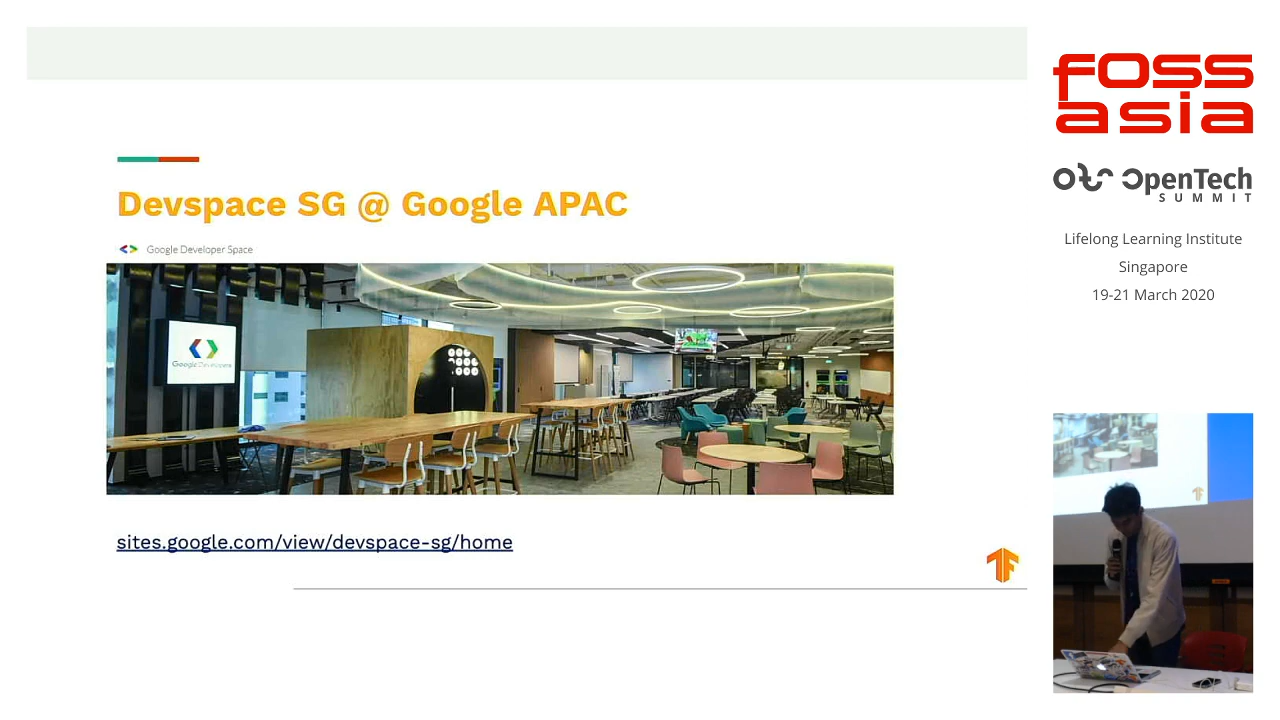 Devspace SG @ Google APAC
Google Developer Space
Google Developers
sites.google.com/view/devspace-sg/home
foss
asia
OpenTech
SUMMIT
Lifelong Learning Institute
Singapore
19-21 March 2020